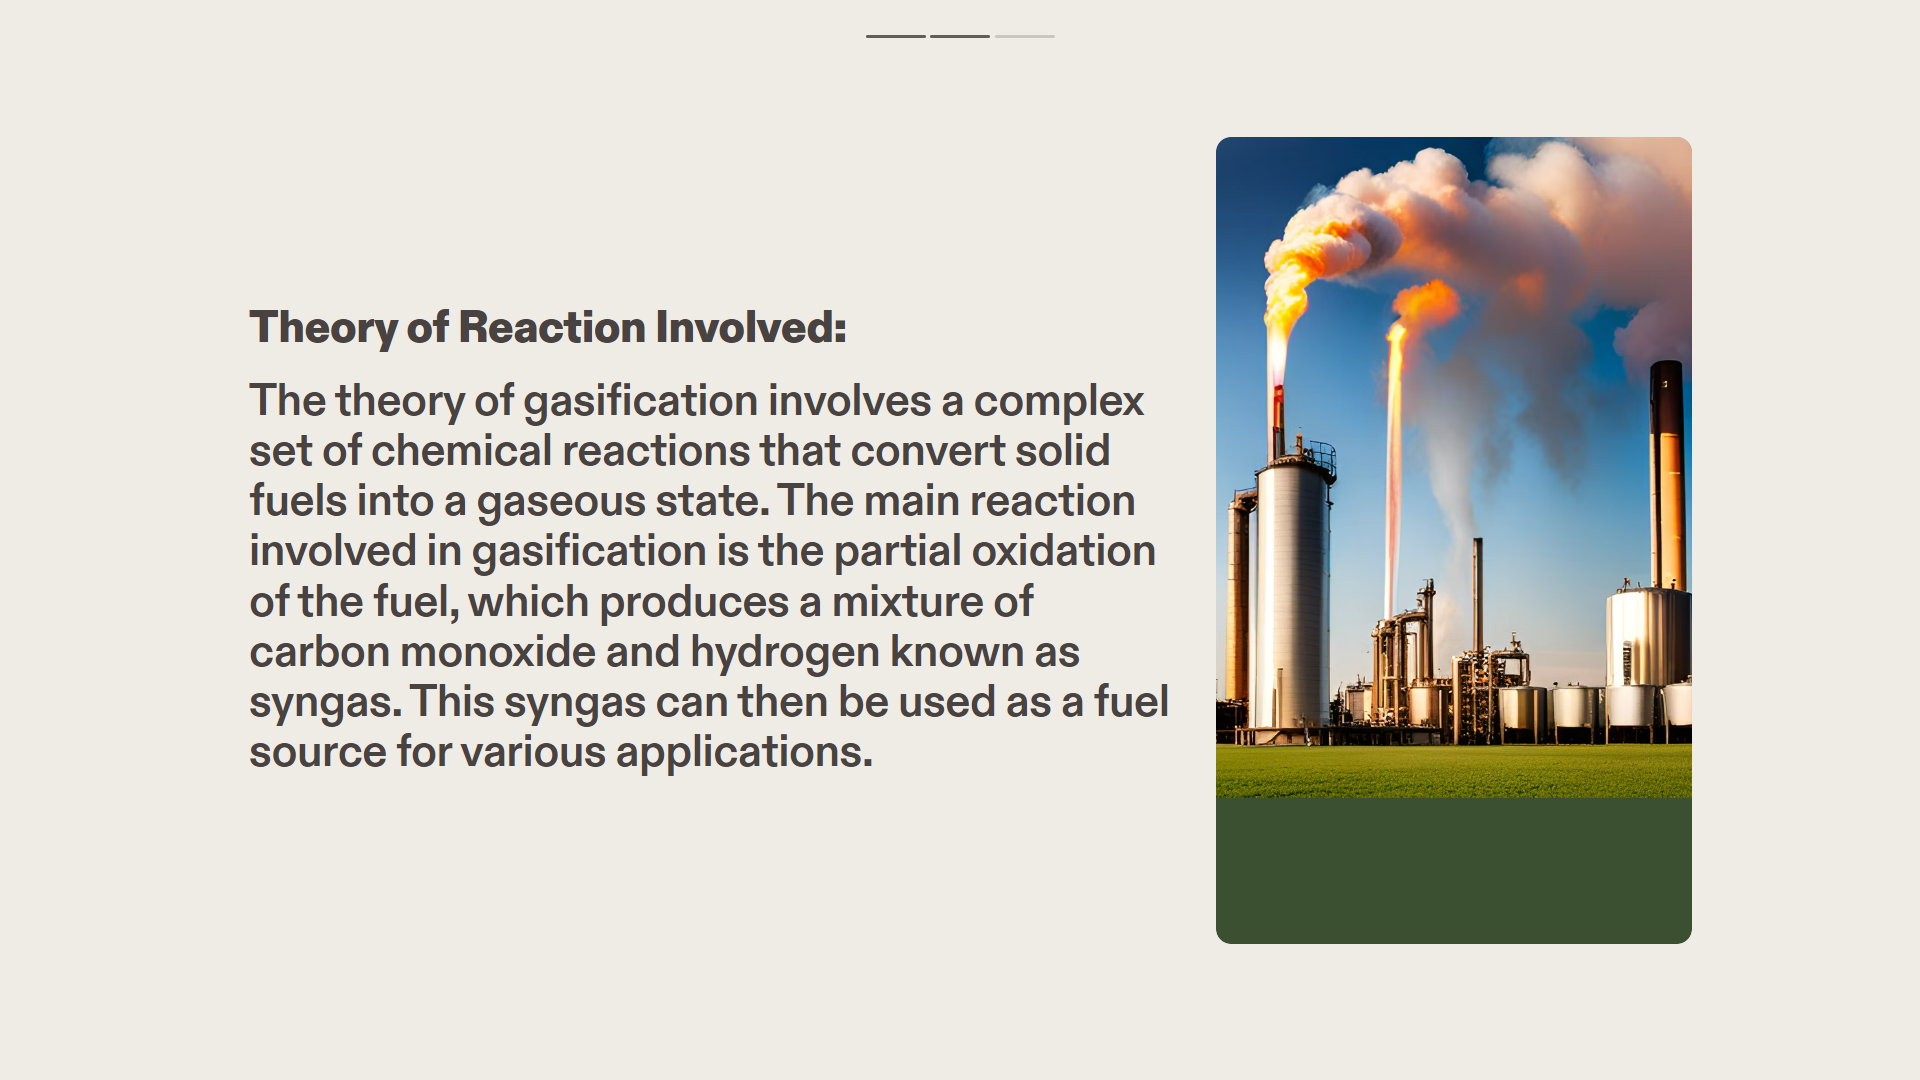 Theory of Reaction Involved:
The theory of gasification involves a complex
set of chemical reactions that convert solid
fuels into a gaseous state. The main reaction
involved in gasification is the partial oxidation
of the fuel, which produces a mixture of
carbon monoxide and hydrogen known as
syngas. This syngas can then be used as a fuel
source for various applications.